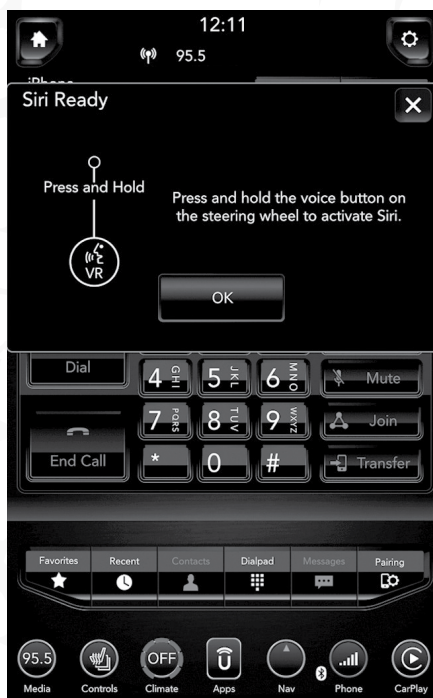 12:11
95.5
iPhone
Siri Ready
Press and Hold
VR
Press and hold the voice button on
the steering wheel to activate Siri.
OK
Dial
4 GHI 5 JKL 6 MNO
Mute
7 PQRS 8 TUV 9 WXYZ
Join
End Call
* 0 #
Transfer
Favorites Recent Contacts Dialpad Messages Pairing
95.5 OFF
Media Controls Climate Apps Nav Phone CarPlay